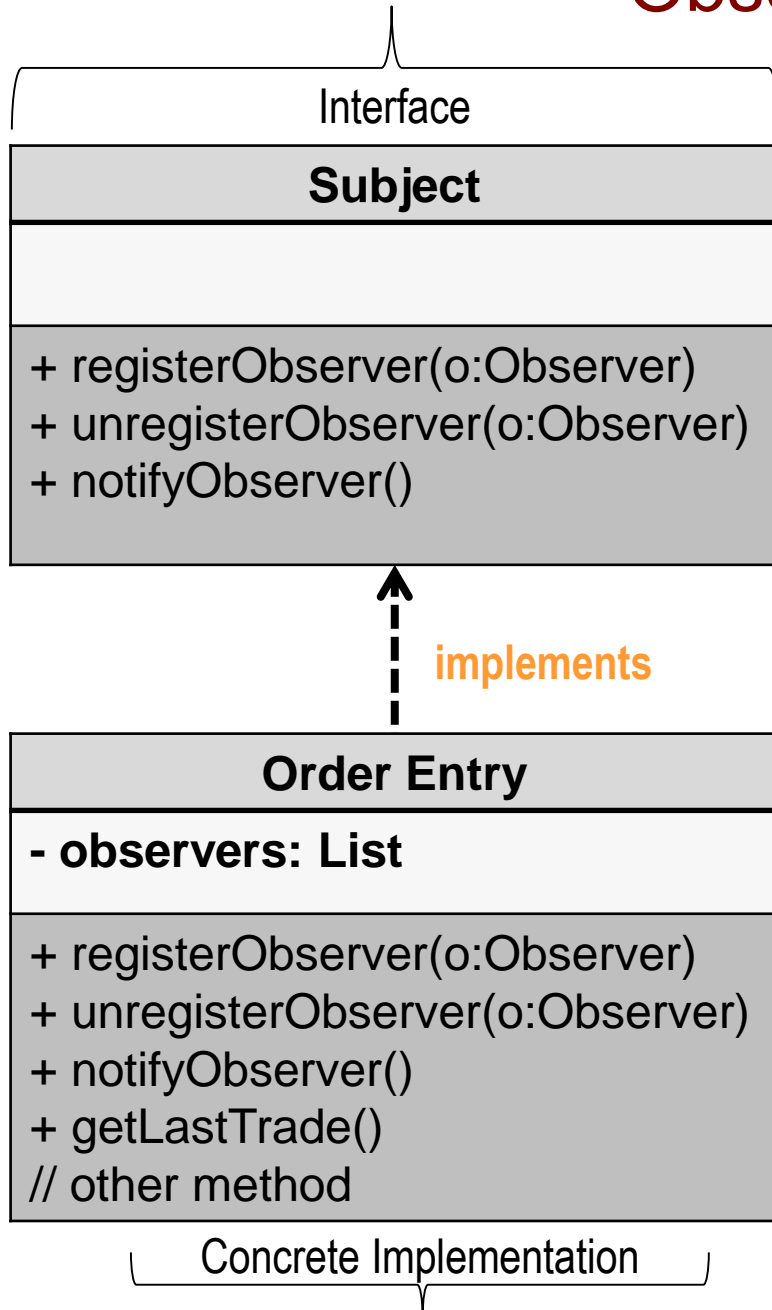 Interface
Subject
+ registerObserver(o:Observer)
+ unregisterObserver(o:Observer)
+ notifyObserver()
implements
Order Entry
- observers: List
+ registerObserver(o:Observer)
+ unregisterObserver(o:Observer)
+ notifyObserver()
+ getLastTrade()
// other method
Concrete Implementation